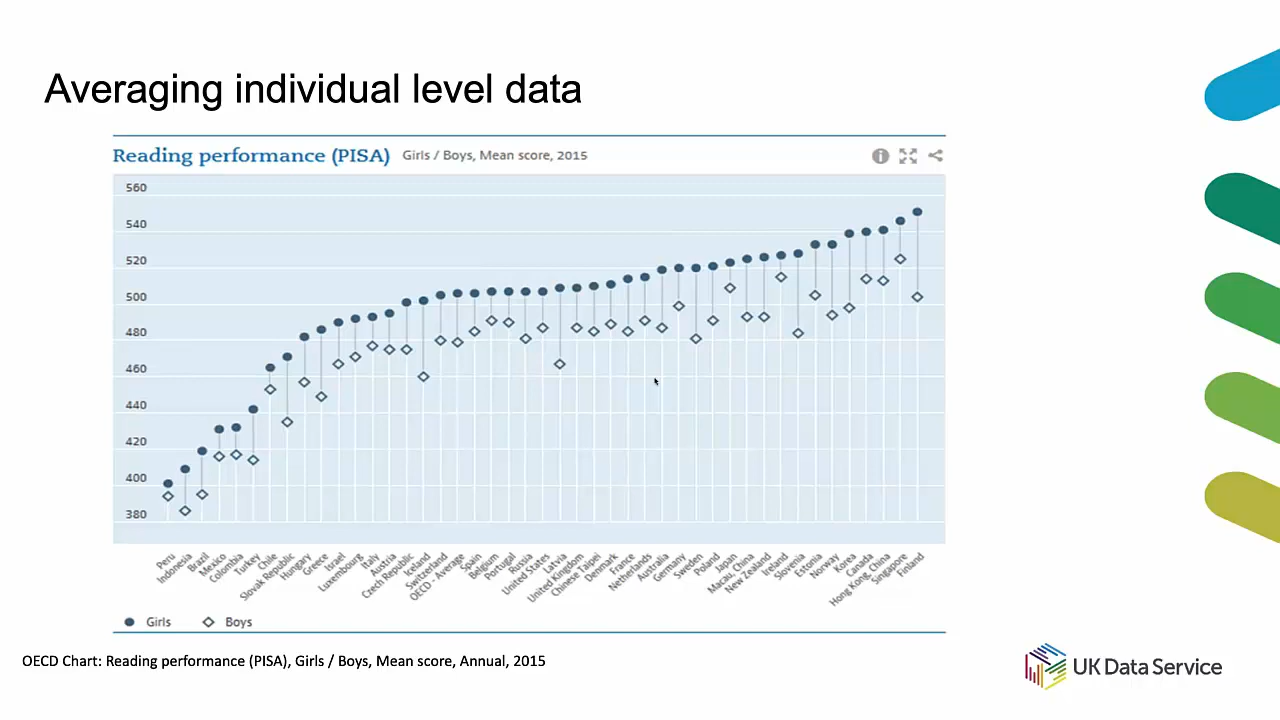 Averaging individual level data
Reading performance (PISA) Girls / Boys, Mean score, 2015
560
540
520
500
480
460
440
420
400
380
Peru
Indonesia
Brazil
Mexico
Colombia
Turkey
Chile
Slovak Republic
Hungary
Greece
Israel
Luxembourg
Italy
Austria
Czech Republic
Iceland
Switzerland
OECD - Average
Spain
Belgium
Portugal
Russia
United States
Latvia
United Kingdom
Chinese Taipei
Denmark
France
Netherlands
Australia
Germany
Sweden
Poland
Japan
Macau, China
New Zealand
Ireland
Slovenia
Estonia
Norway
Korea
Canada
Hong Kong, China
Singapore
Finland
Girls Boys
OECD Chart: Reading performance (PISA), Girls / Boys, Mean score, Annual, 2015
UK Data Service